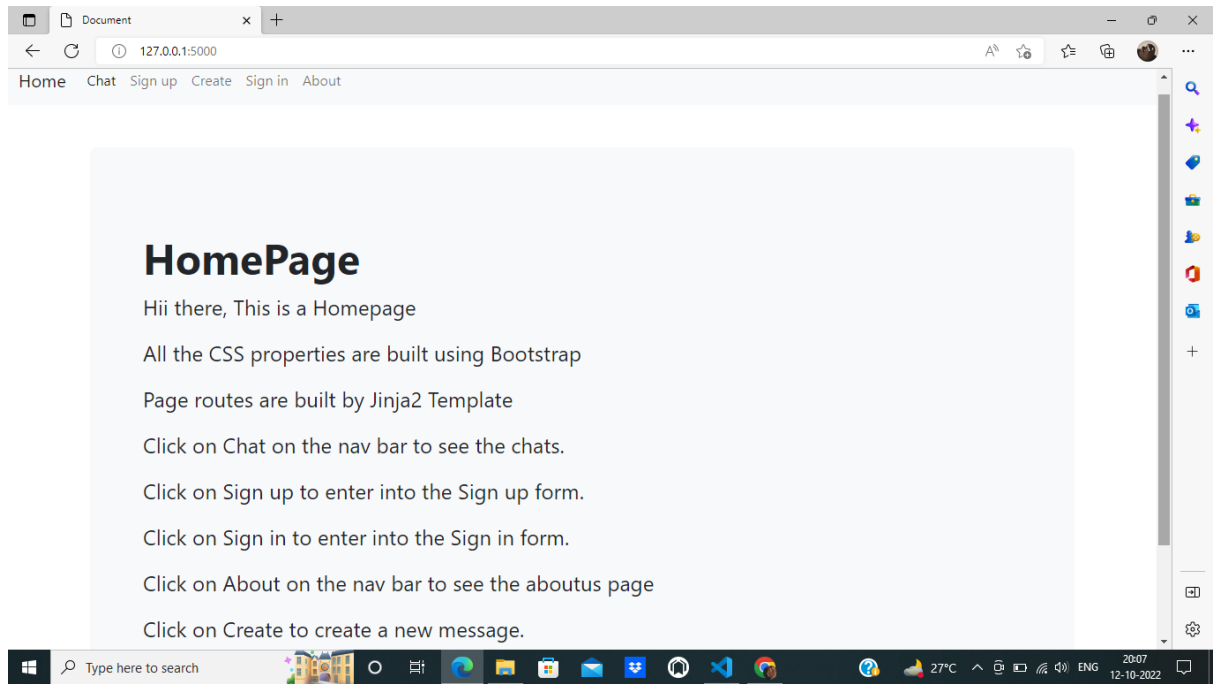 Document
127.0.0.1:5000
Home Chat Sign up Create Sign in About
HomePage
Hii there, This is a Homepage
All the CSS properties are built using Bootstrap
Page routes are built by Jinja2 Template
Click on Chat on the nav bar to see the chats.
Click on Sign up to enter into the Sign up form.
Click on Sign in to enter into the Sign in form.
Click on About on the nav bar to see the aboutus page
Click on Create to create a new message.
Type here to search
27°C
ENG
20:07
12-10-2022